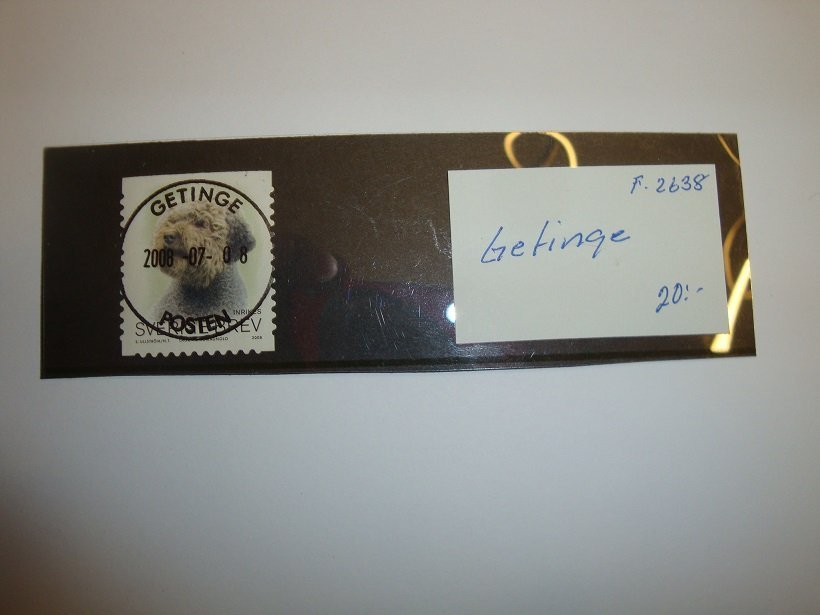 GETINGE
2008-07-08
POSTEN
INRIKES
SVERIGE BREV
2008
F. 2638
Getinge
20:-